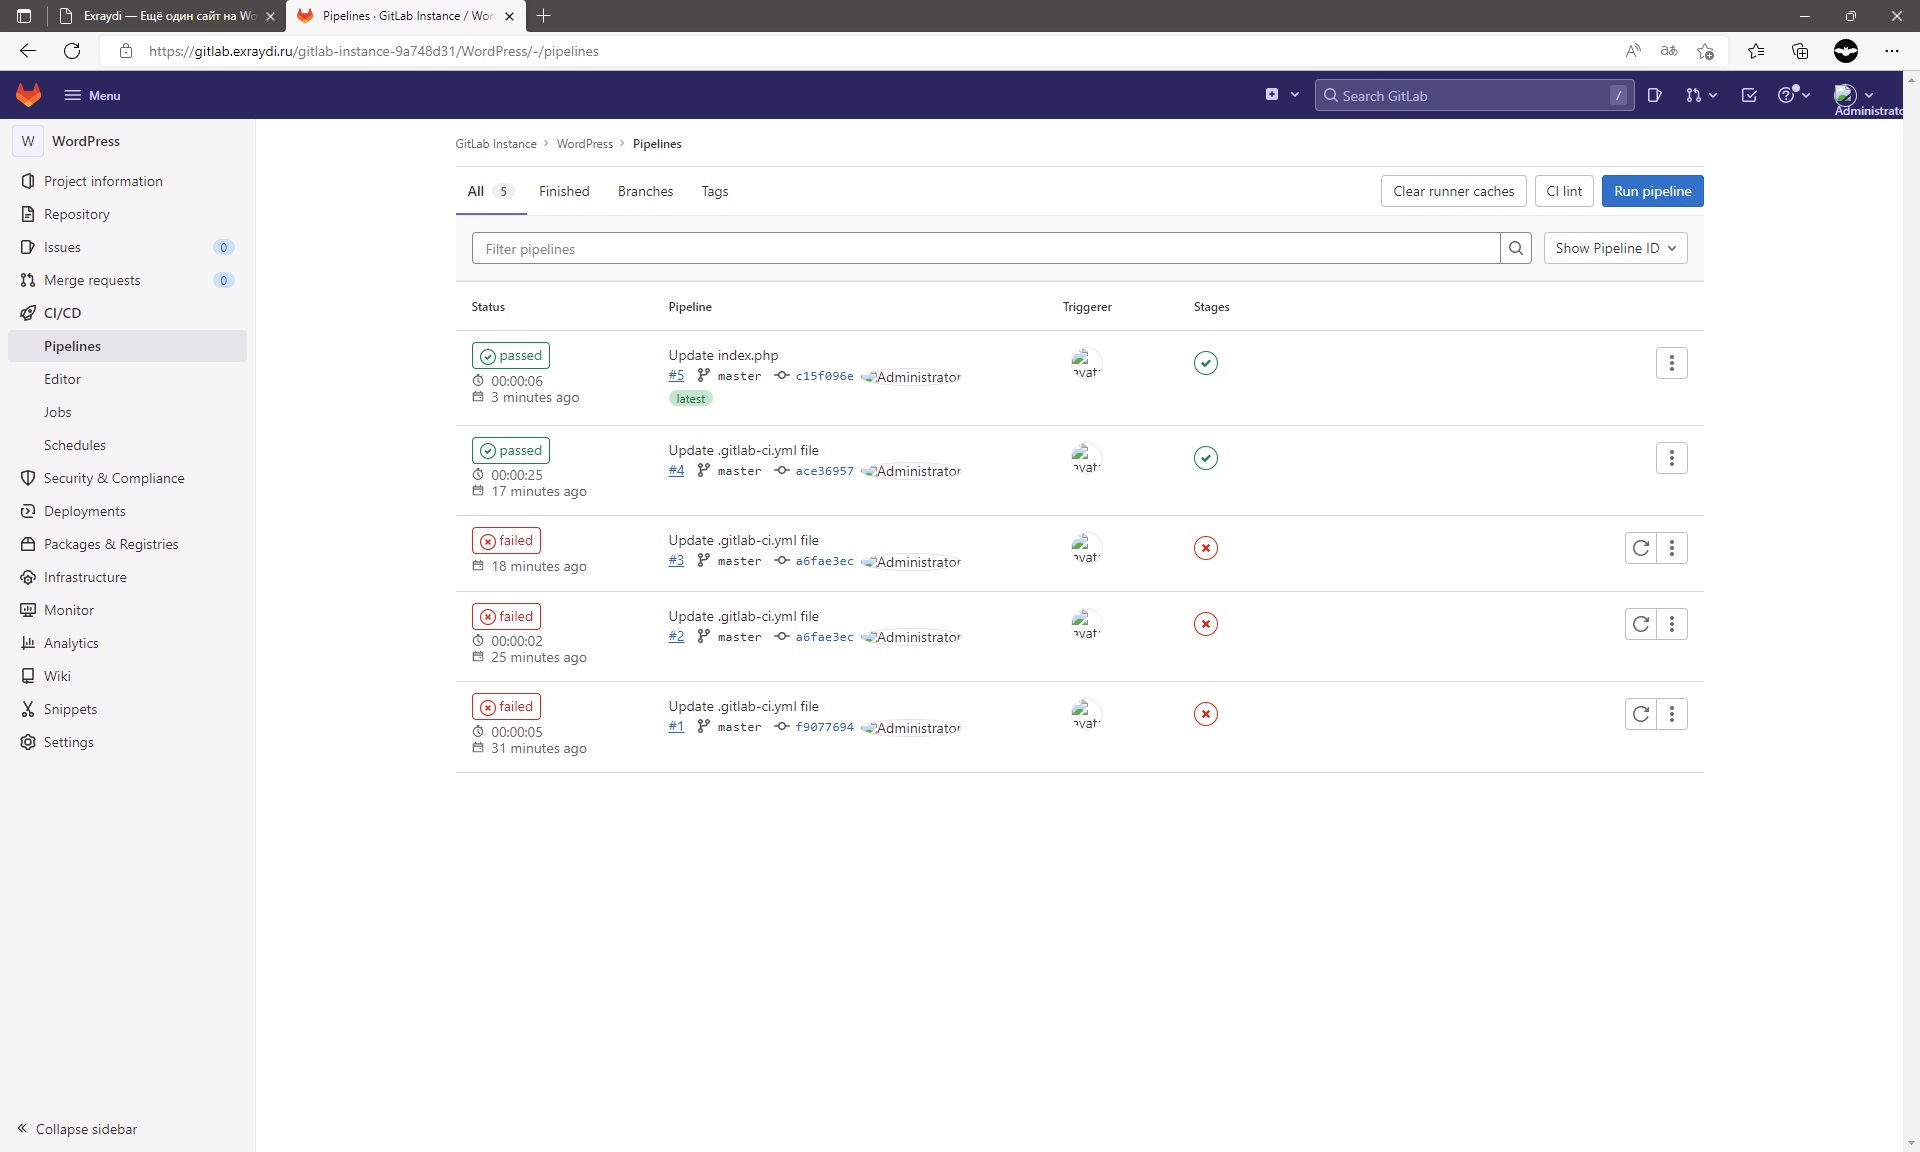 Exraydi — Ещё один сайт на Wo
Pipelines · GitLab Instance / Wor
https://gitlab.exraydi.ru/gitlab-instance-9a748d31/WordPress/-/pipelines
Menu
Search GitLab
/
Administrato
W WordPress
Project information
Repository
Issues 0
Merge requests 0
CI/CD
Pipelines
Editor
Jobs
Schedules
Security & Compliance
Deployments
Packages & Registries
Infrastructure
Monitor
Analytics
Wiki
Snippets
Settings
Collapse sidebar
GitLab Instance > WordPress > Pipelines
All 5 Finished Branches Tags
Clear runner caches CI lint Run pipeline
Filter pipelines
Show Pipeline ID
Status Pipeline Triggerer Stages
passed
00:00:06
3 minutes ago
Update index.php
#5 master c15f096e Administrator
latest
avata
passed
00:00:25
17 minutes ago
Update .gitlab-ci.yml file
#4 master ace36957 Administrator
avata
failed
18 minutes ago
Update .gitlab-ci.yml file
#3 master a6fae3ec Administrator
avata
failed
00:00:02
25 minutes ago
Update .gitlab-ci.yml file
#2 master a6fae3ec Administrator
avata
failed
00:00:05
31 minutes ago
Update .gitlab-ci.yml file
#1 master f9077694 Administrator
avata